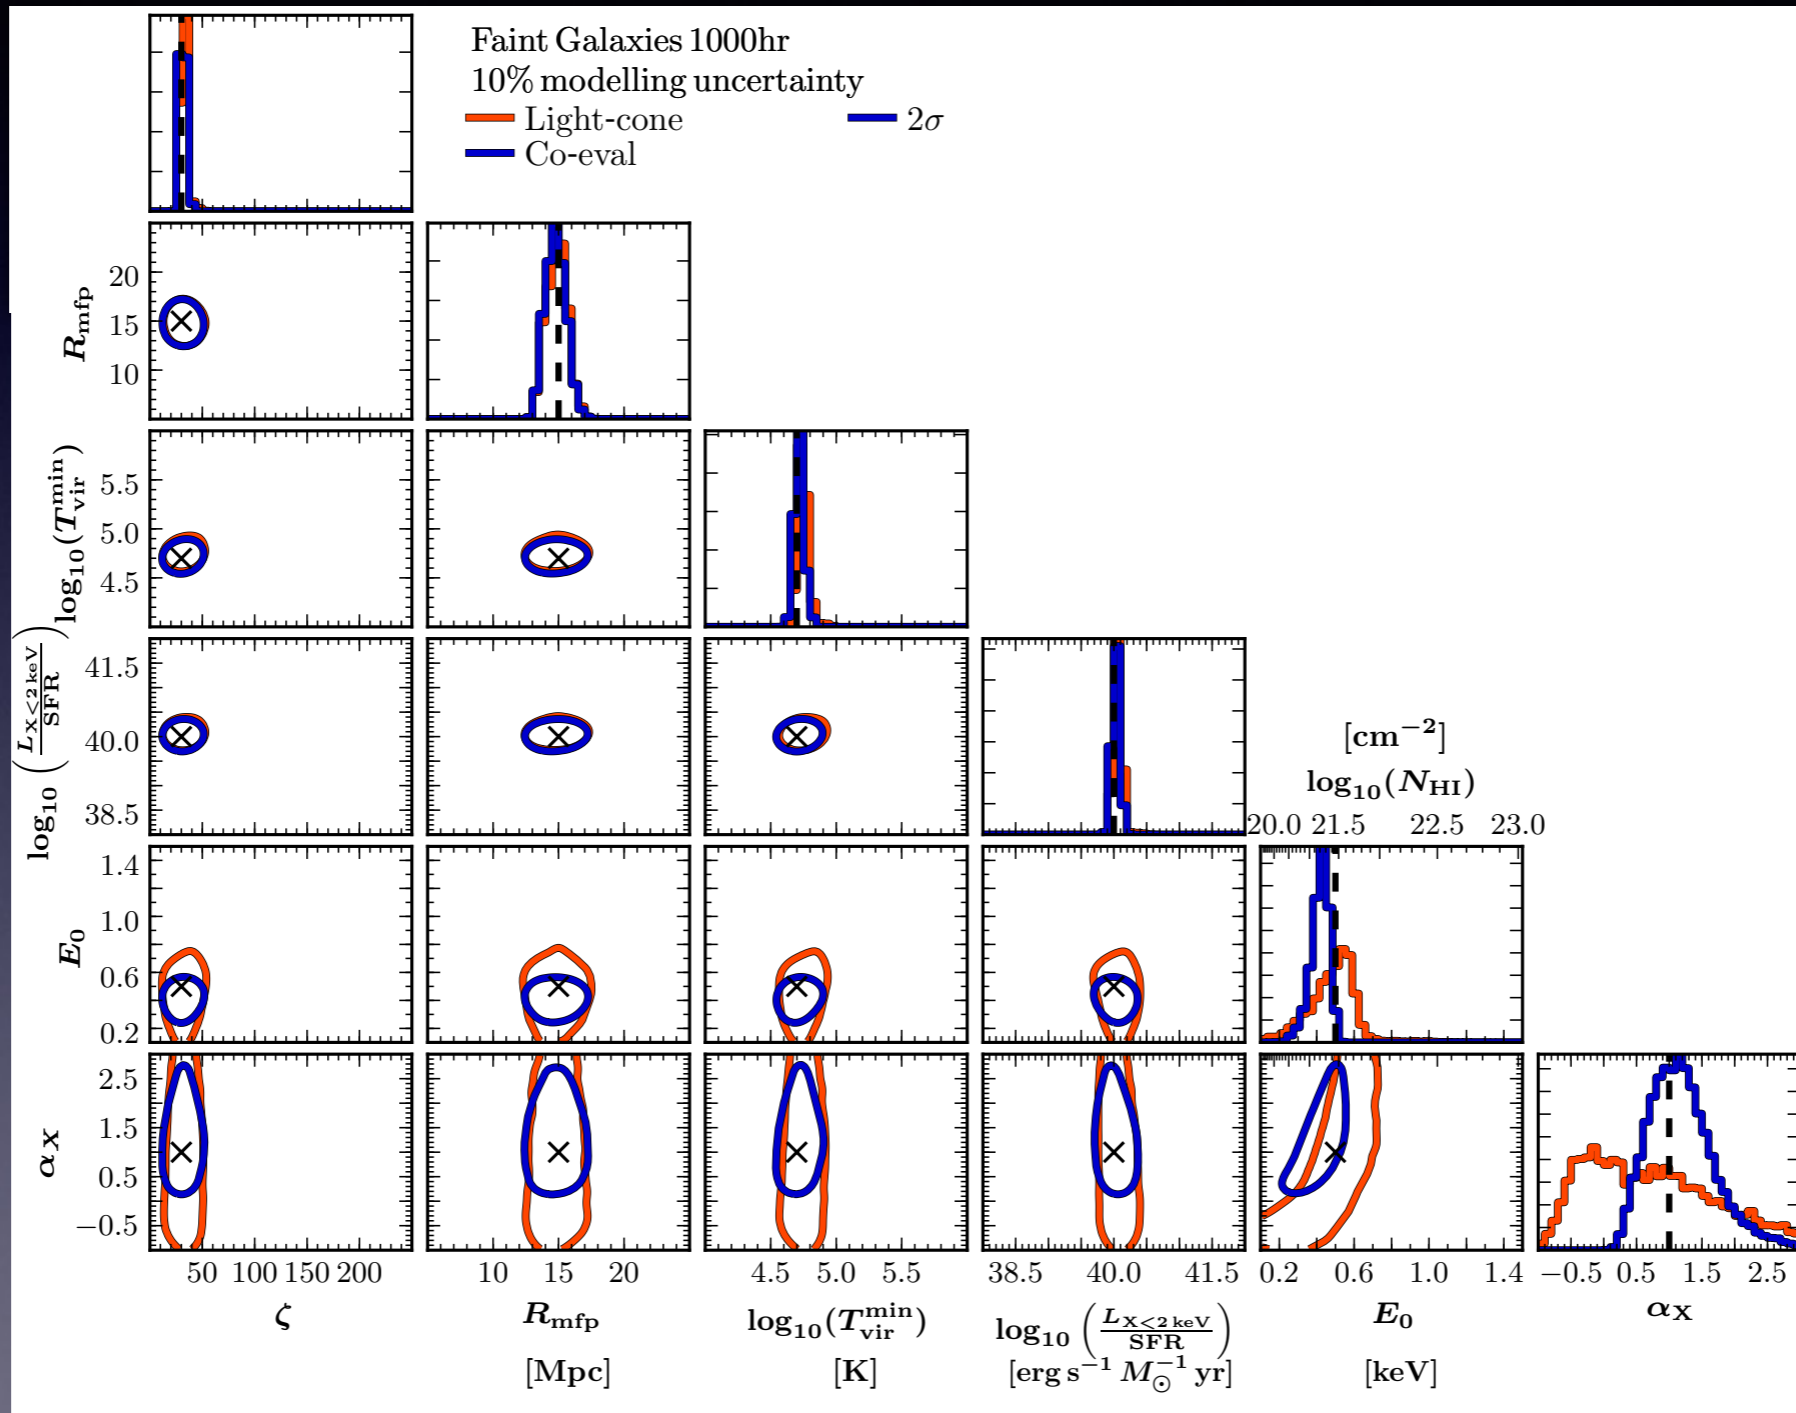 Faint Galaxies 1000hr
10% modelling uncertainty
Light-cone 2σ
Co-eval
R_mfp
20
15
10
log₁₀(T_vir^min)
5.5
5.0
4.5
log₁₀(L_X<2keV/SFR)
41.5
40.0
38.5
[cm⁻²]
log₁₀(N_HI)
20.0 21.5 22.5 23.0
E₀
1.4
1.0
0.6
0.2
α_X
2.5
1.5
0.5
−0.5
50 100 150 200 10 15 20 4.5 5.0 5.5 38.5 40.0 41.5 0.2 0.6 1.0 1.4 −0.5 0.5 1.5 2.5
ζ R_mfp log₁₀(T_vir^min) log₁₀(L_X<2keV/SFR) E₀ α_X
[Mpc] [K] [erg s⁻¹ M_⊙⁻¹ yr] [keV]